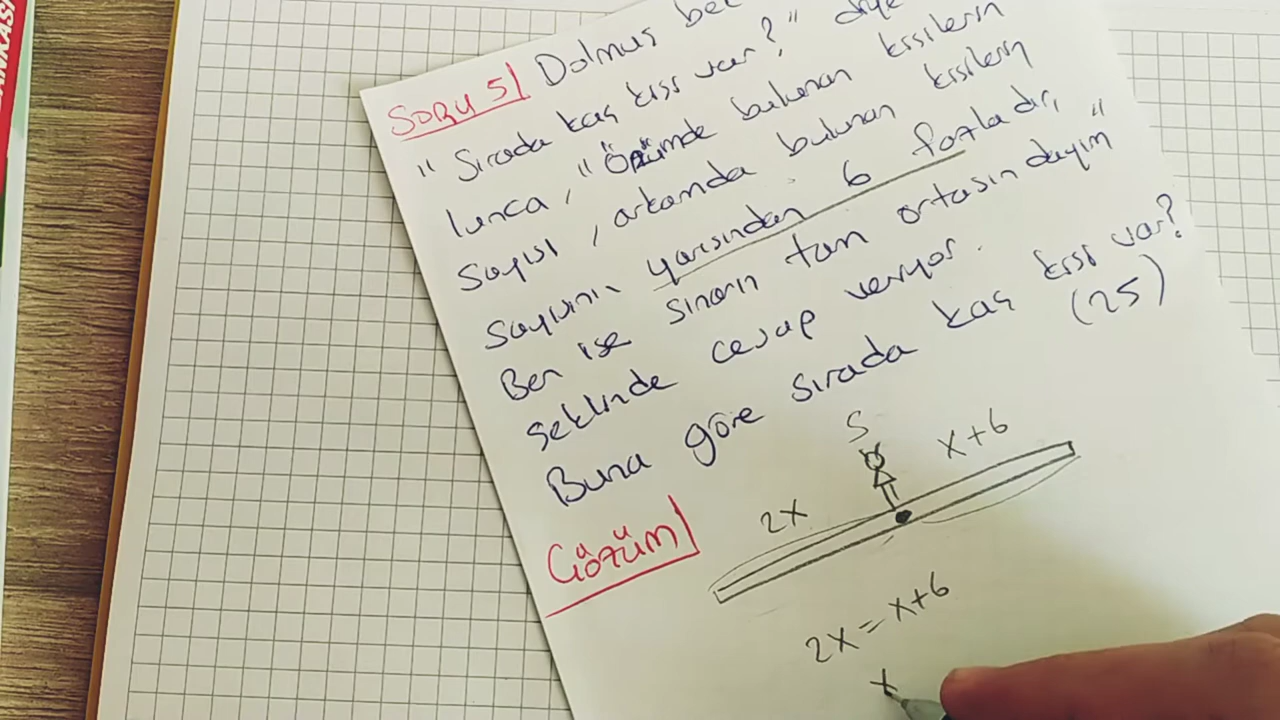 ANKASI
SORU 5) Dolmuş
" Sırada kaç kişi var? " diye
lunca, " Önümde bulunan kişilerin
sayısı, arkamda bulunan kişilerin
sayının yarısından 6 fazladır,
Ben ise sıranın tam ortasındayım "
şeklinde cevap veriyor.
Buna göre sırada kaç kişi var?
(25)
Çözüm)
S
2x
x+6
2x=x+6
x